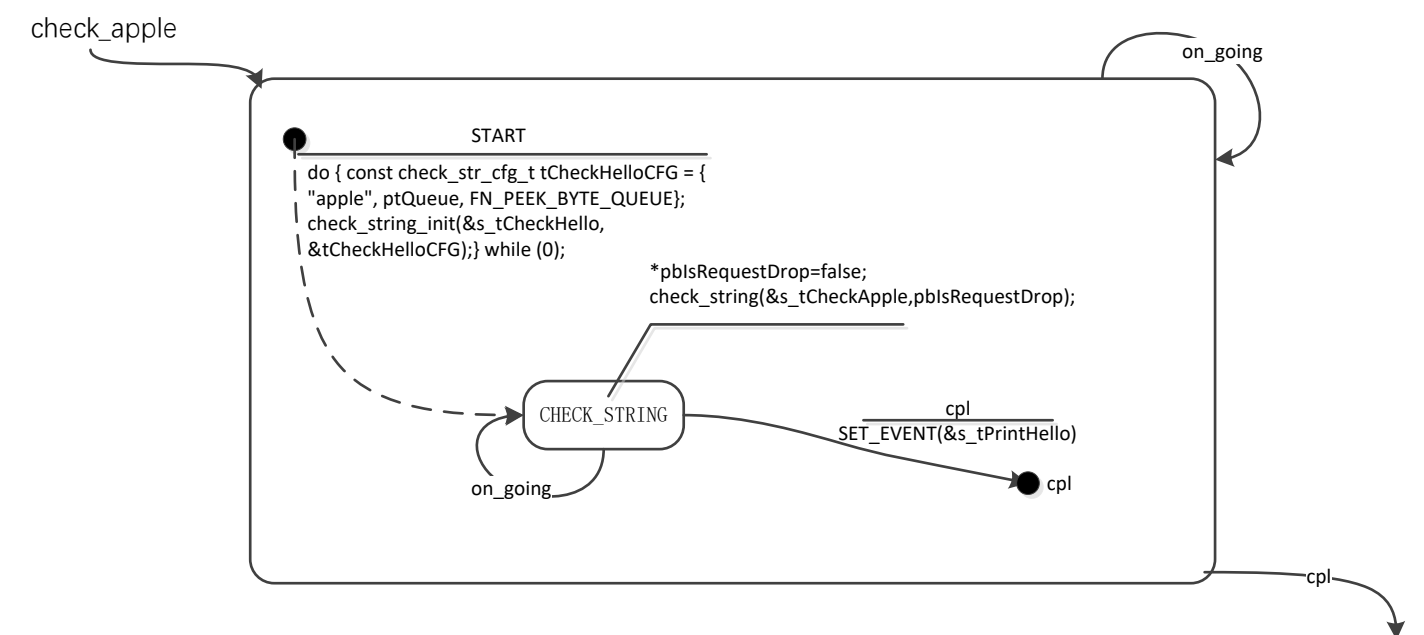 check_apple
on_going
START
do { const check_str_cfg_t tCheckHelloCFG = {
"apple", ptQueue, FN_PEEK_BYTE_QUEUE};
check_string_init(&s_tCheckHello,
&tCheckHelloCFG);} while (0);
*pbIsRequestDrop=false;
check_string(&s_tCheckApple,pbIsRequestDrop);
CHECK_STRING
cpl
SET_EVENT(&s_tPrintHello)
on_going
cpl
cpl